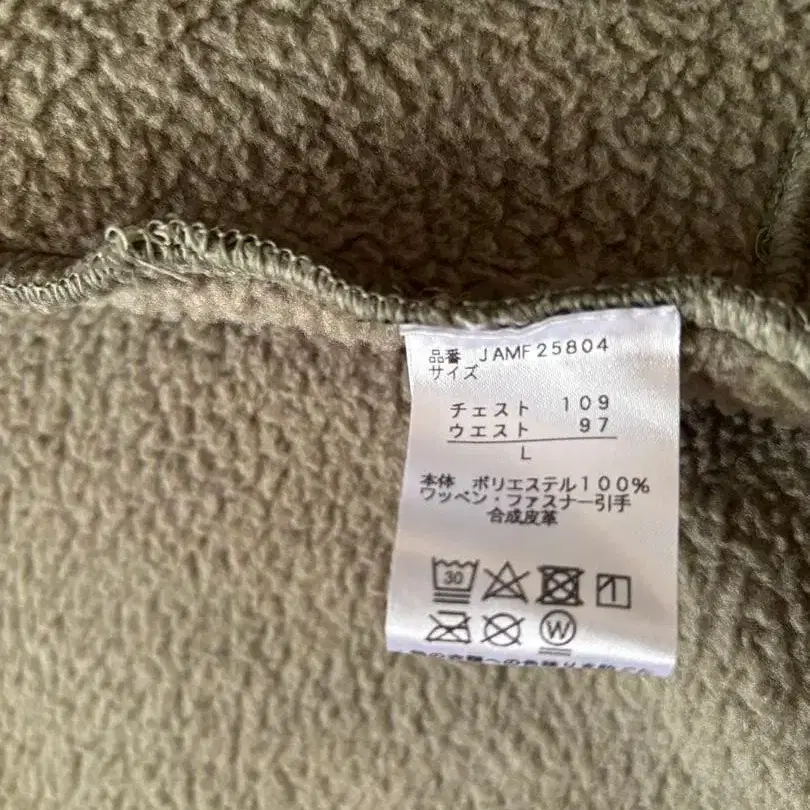 品番 JAMF25804
サイズ
チェスト 109
ウエスト 97
L
本体 ポリエステル100%
ワッペン・ファスナー引手
合成皮革
30
W